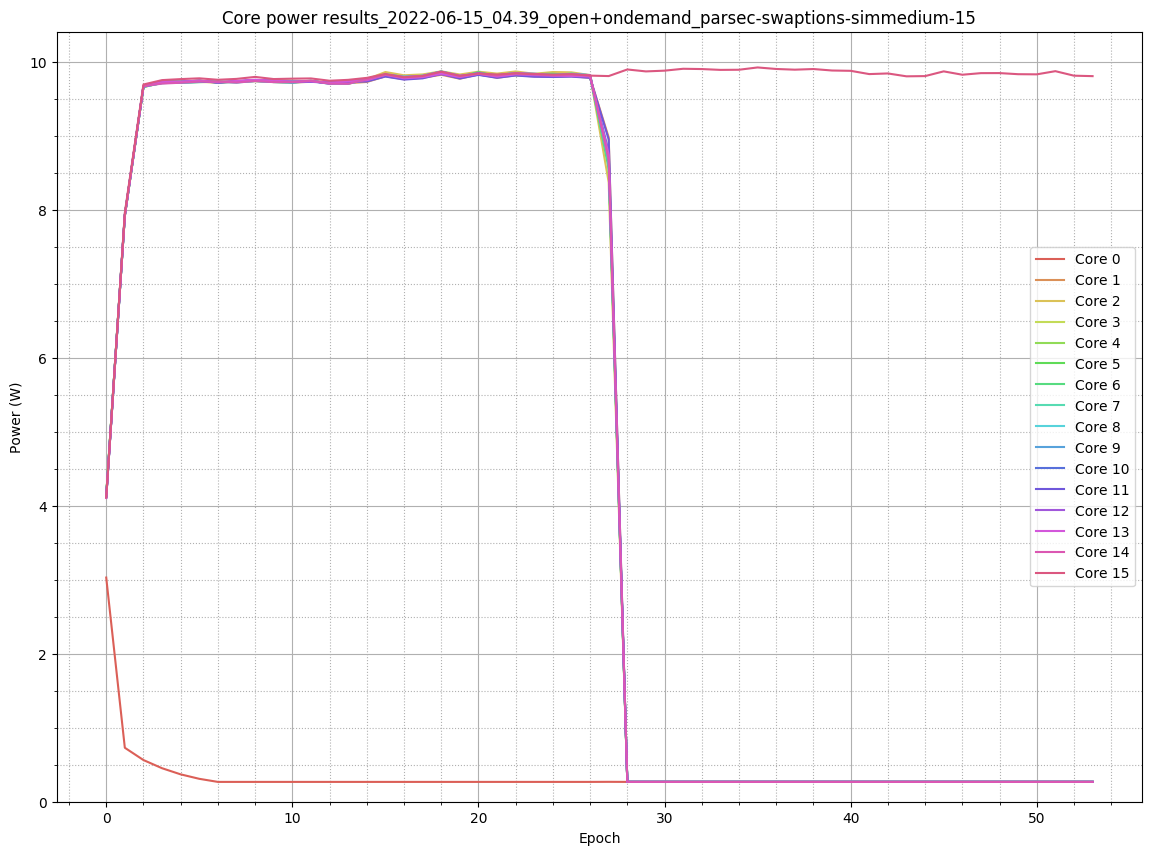 Core power results_2022-06-15_04.39_open+ondemand_parsec-swaptions-simmedium-15
10
8
6
4
2
0
Power (W)
0 10 20 30 40 50
Epoch
Core 0
Core 1
Core 2
Core 3
Core 4
Core 5
Core 6
Core 7
Core 8
Core 9
Core 10
Core 11
Core 12
Core 13
Core 14
Core 15